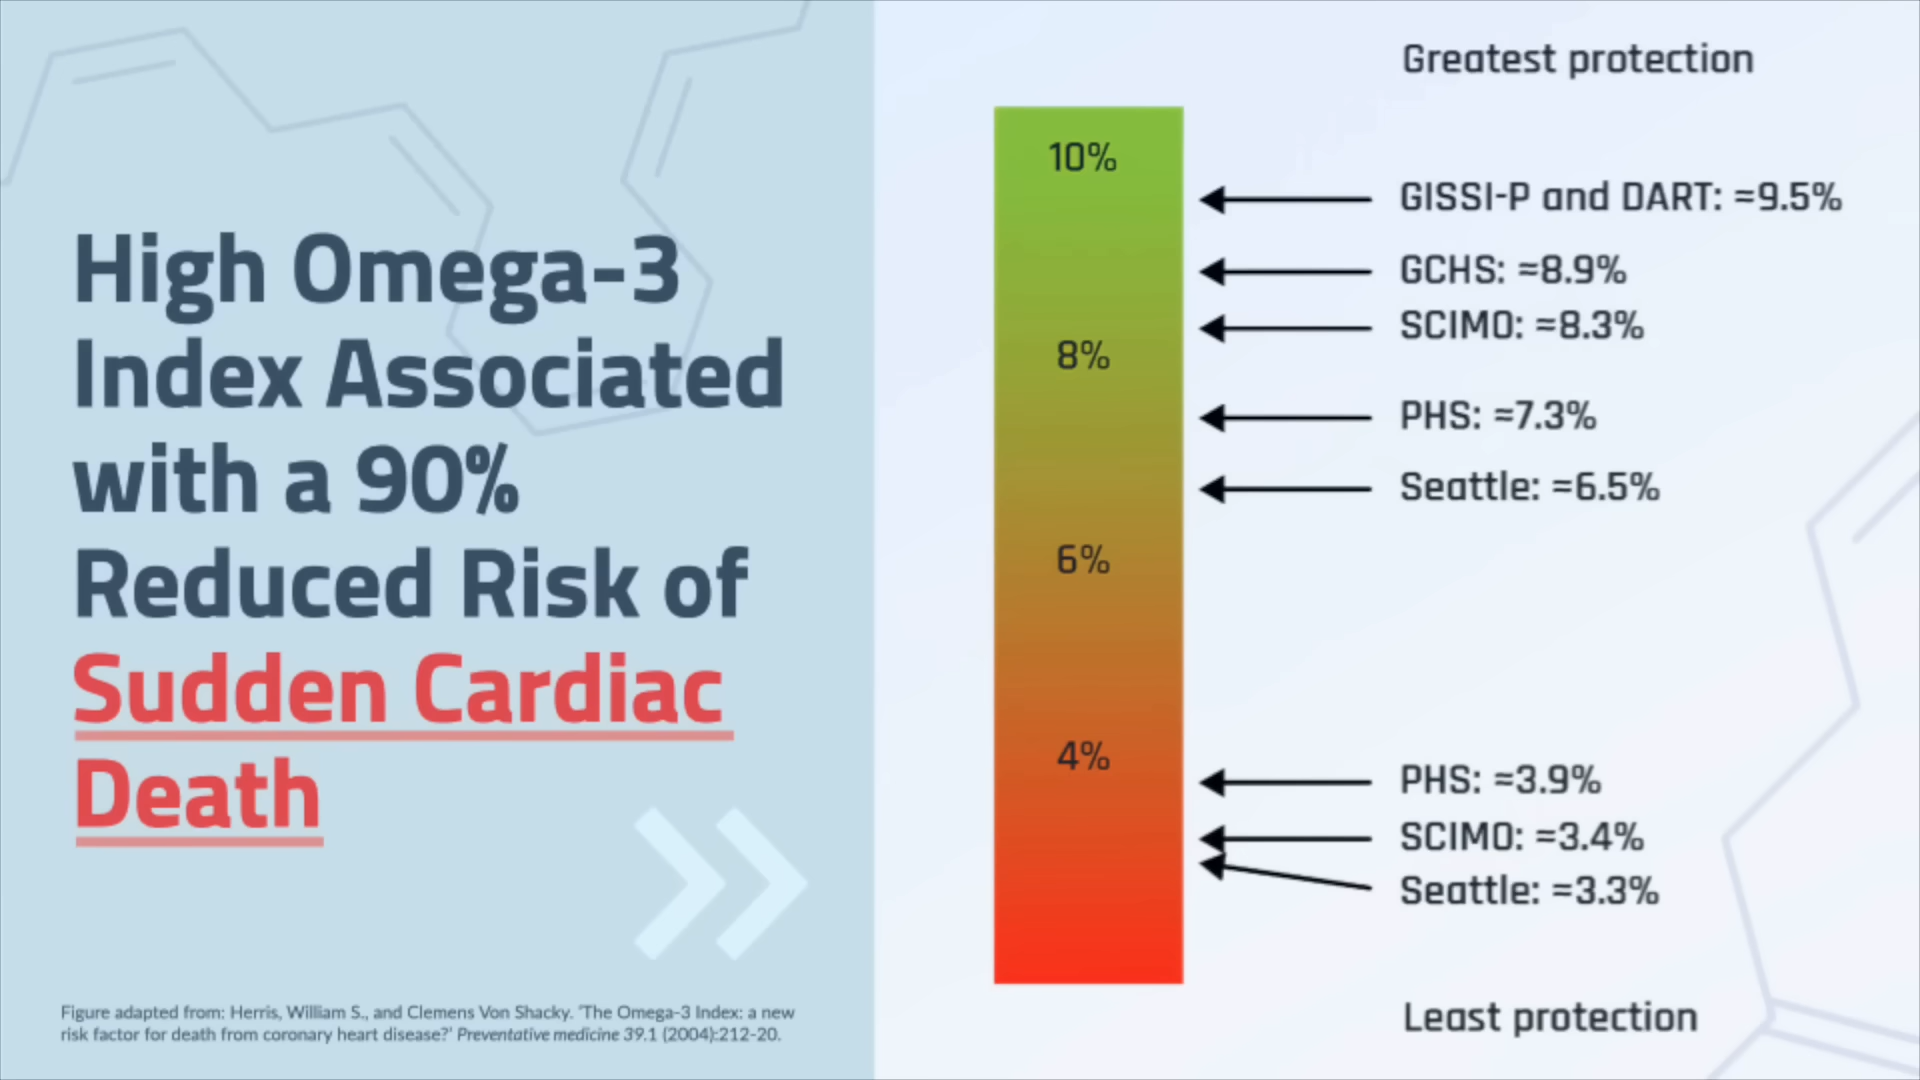 High Omega-3
Index Associated
with a 90%
Reduced Risk of
Sudden Cardiac
Death
Figure adapted from: Herris, William S., and Clemens Von Shacky. 'The Omega-3 Index: a new
risk factor for death from coronary heart disease?' Preventative medicine 39.1 (2004):212-20.
Greatest protection
10%
GISSI-P and DART: ≈9.5%
GCHS: ≈8.9%
SCIMO: ≈8.3%
8%
PHS: ≈7.3%
Seattle: ≈6.5%
6%
4%
PHS: ≈3.9%
SCIMO: ≈3.4%
Seattle: ≈3.3%
Least protection